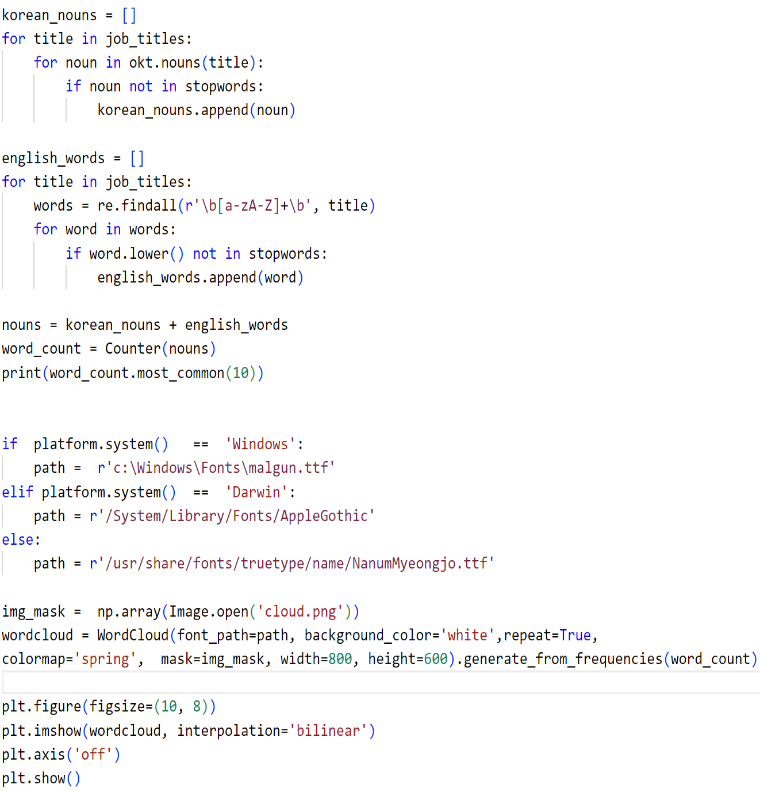 korean_nouns = []
for title in job_titles:
    for noun in okt.nouns(title):
        if noun not in stopwords:
            korean_nouns.append(noun)

english_words = []
for title in job_titles:
    words = re.findall(r'\b[a-zA-Z]+\b', title)
    for word in words:
        if word.lower() not in stopwords:
            english_words.append(word)

nouns = korean_nouns + english_words
word_count = Counter(nouns)
print(word_count.most_common(10))

if  platform.system()   ==  'Windows':
    path =  r'c:\Windows\Fonts\malgun.ttf'
elif platform.system()  ==  'Darwin':
    path = r'/System/Library/Fonts/AppleGothic'
else:
    path = r'/usr/share/fonts/truetype/name/NanumMyeongjo.ttf'

img_mask =  np.array(Image.open('cloud.png'))
wordcloud = WordCloud(font_path=path, background_color='white',repeat=True,
colormap='spring',  mask=img_mask, width=800, height=600).generate_from_frequencies(word_count)

plt.figure(figsize=(10, 8))
plt.imshow(wordcloud, interpolation='bilinear')
plt.axis('off')
plt.show()